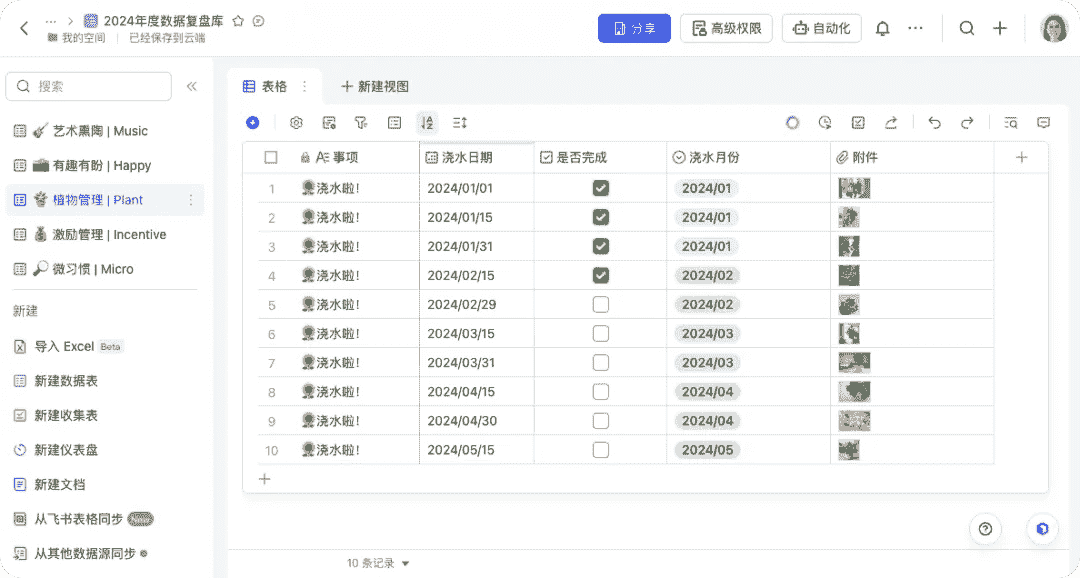 2024年度数据复盘库
我的空间 | 已经保存到云端
分享
高级权限
自动化
搜索
艺术熏陶 | Music
有趣有盼 | Happy
植物管理 | Plant
激励管理 | Incentive
微习惯 | Micro
新建
导入 Excel Beta
新建数据表
新建收集表
新建仪表盘
新建文档
从飞书表格同步
从其他数据源同步
表格
新建视图
事项 浇水日期 是否完成 浇水月份 附件
1 浇水啦! 2024/01/01 2024/01
2 浇水啦! 2024/01/15 2024/01
3 浇水啦! 2024/01/31 2024/01
4 浇水啦! 2024/02/15 2024/02
5 浇水啦! 2024/02/29 2024/02
6 浇水啦! 2024/03/15 2024/03
7 浇水啦! 2024/03/31 2024/03
8 浇水啦! 2024/04/15 2024/04
9 浇水啦! 2024/04/30 2024/04
10 浇水啦! 2024/05/15 2024/05
10 条记录